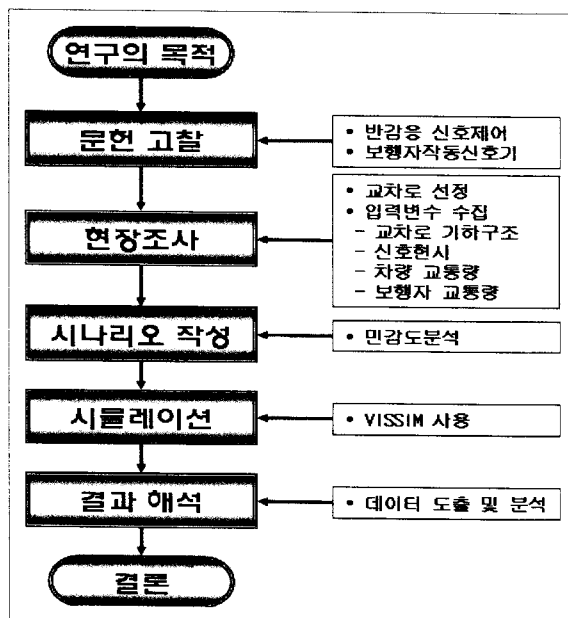 연구의 목적
문헌 고찰
• 반감응 신호제어
• 보행자작동신호기
현장조사
• 교차로 선정
• 입력변수 수집
– 교차로 기하구조
– 신호현시
– 차량 교통량
– 보행자 교통량
시나리오 작성
• 민감도분석
시뮬레이션
• VISSIM 사용
결과 해석
• 데이터 도출 및 분석
결론